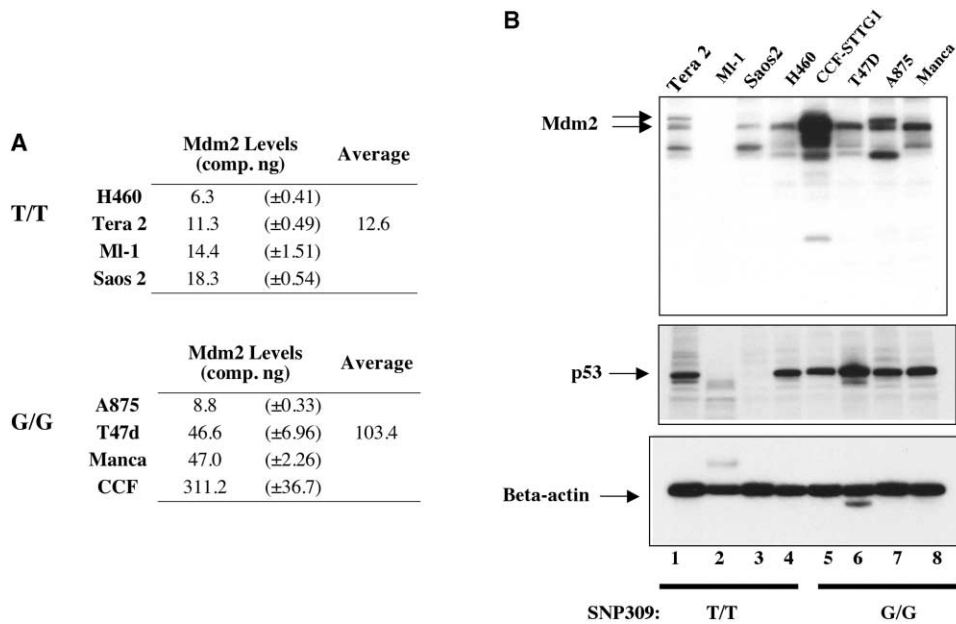 A
Mdm2 Levels
(comp. ng)
Average
T/T
H460 6.3 (±0.41)
Tera 2 11.3 (±0.49) 12.6
Ml-1 14.4 (±1.51)
Saos 2 18.3 (±0.54)
Mdm2 Levels
(comp. ng)
Average
G/G
A875 8.8 (±0.33)
T47d 46.6 (±6.96) 103.4
Manca 47.0 (±2.26)
CCF 311.2 (±36.7)
B
Tera 2
Ml-1
Saos2
H460
CCF-STTG1
T47D
A875
Manca
Mdm2
p53
Beta-actin
1 2 3 4 5 6 7 8
SNP309: T/T G/G